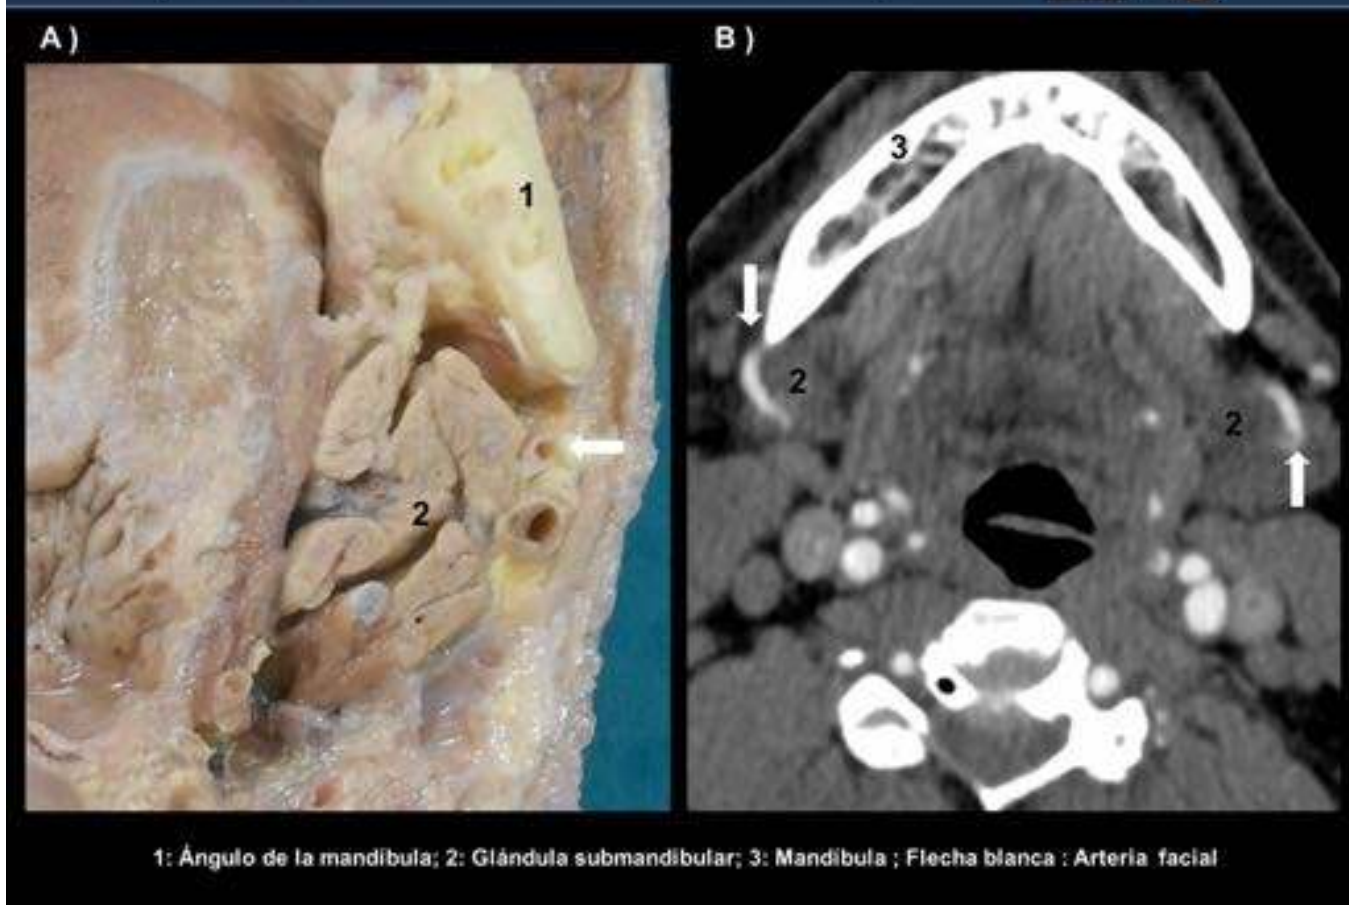 A )
B )
1
2
3
2
2
1: Ángulo de la mandíbula; 2: Glándula submandibular; 3: Mandíbula ; Flecha blanca : Arteria facial